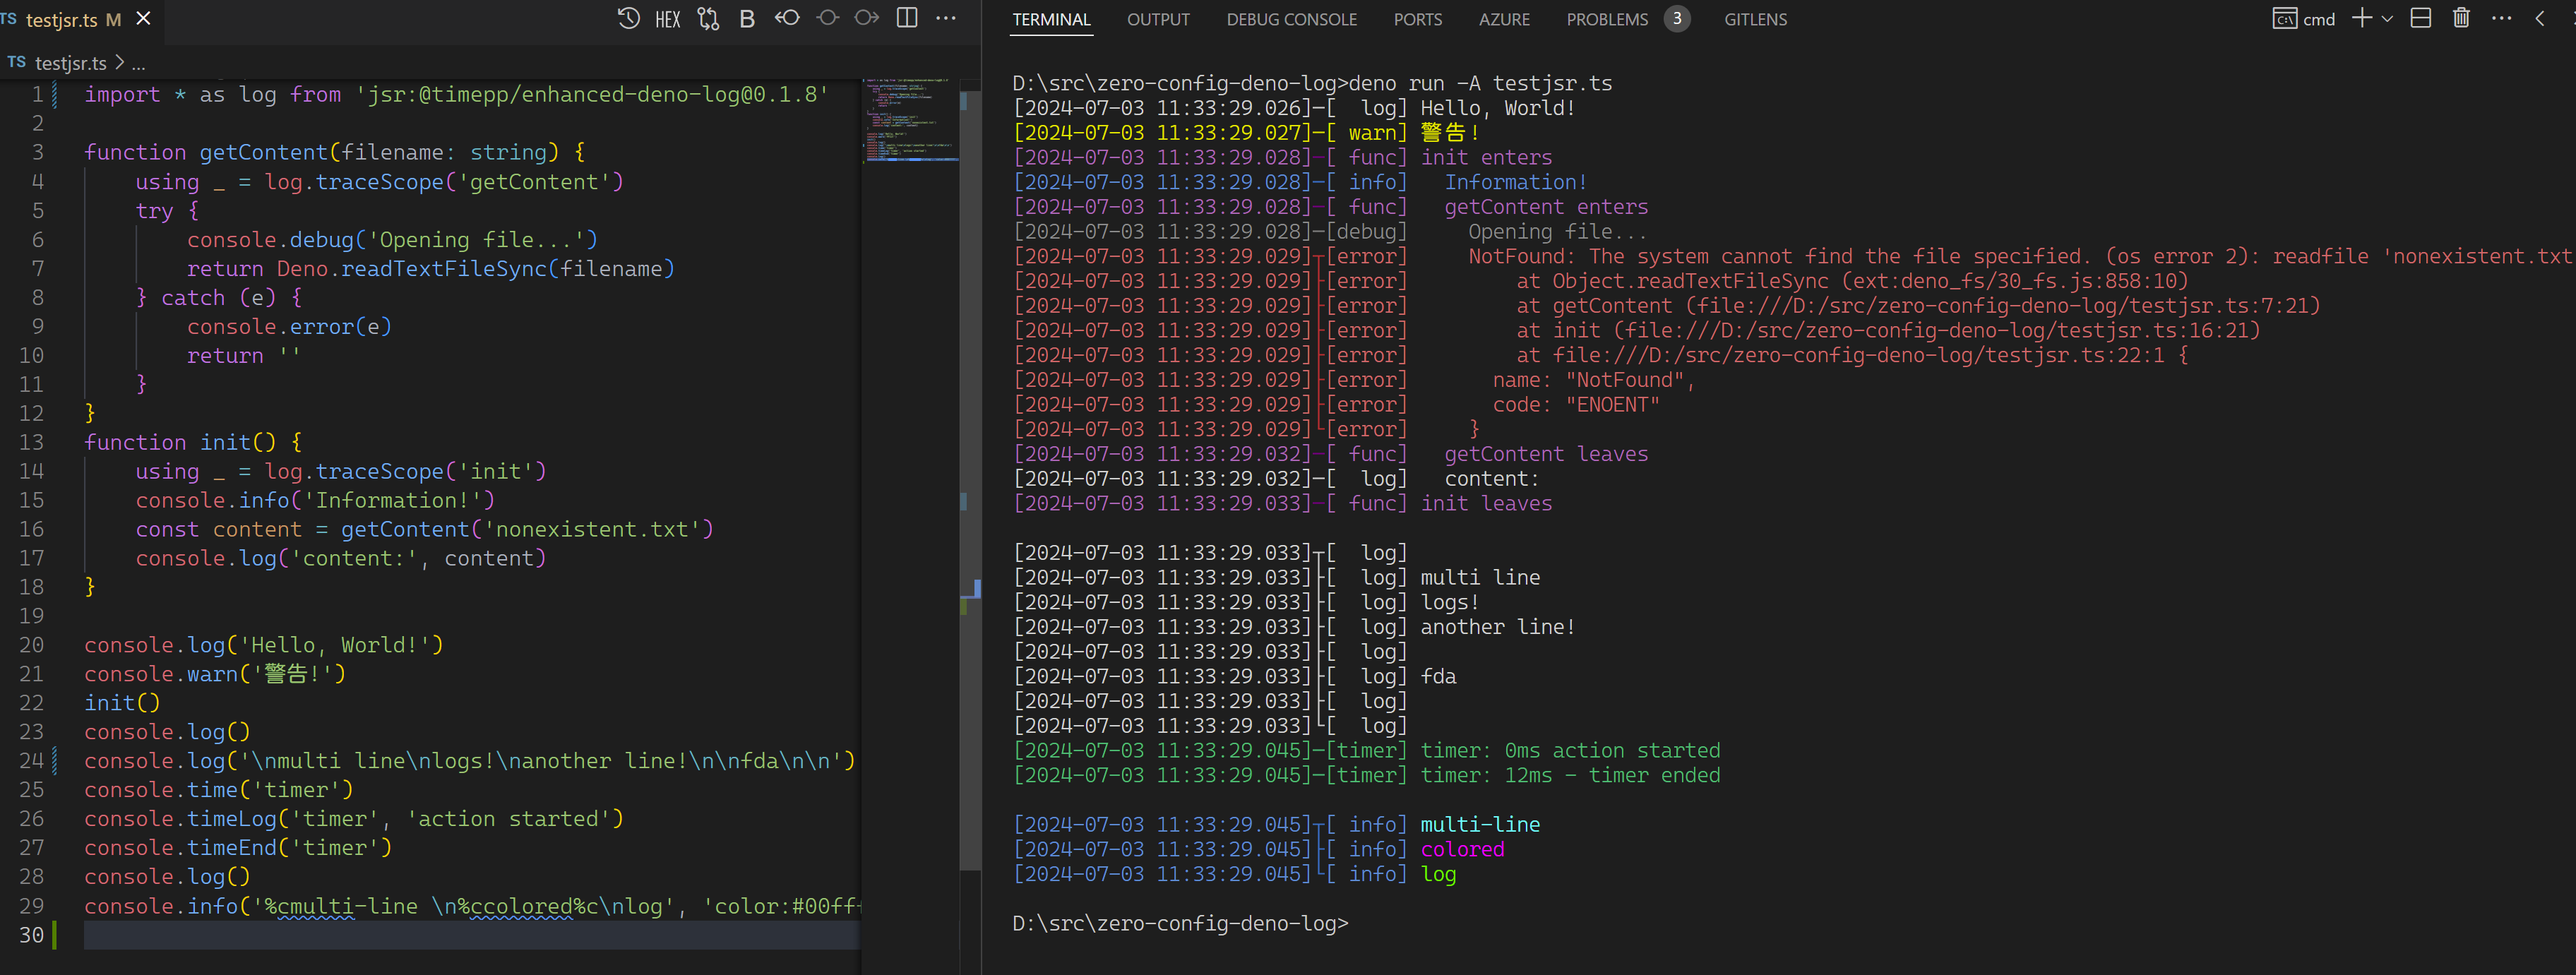 TS testjsr.ts M
HEX B
TS testjsr.ts > ...
1 import * as log from 'jsr:@timepp/enhanced-deno-log@0.1.8'
2
3 function getContent(filename: string) {
4 using _ = log.traceScope('getContent')
5 try {
6 console.debug('Opening file...')
7 return Deno.readTextFileSync(filename)
8 } catch (e) {
9 console.error(e)
10 return ''
11 }
12 }
13 function init() {
14 using _ = log.traceScope('init')
15 console.info('Information!')
16 const content = getContent('nonexistent.txt')
17 console.log('content:', content)
18 }
19
20 console.log('Hello, World!')
21 console.warn('警告!')
22 init()
23 console.log()
24 console.log('\nmulti line\nlogs!\nanother line!\n\nfda\n\n')
25 console.time('timer')
26 console.timeLog('timer', 'action started')
27 console.timeEnd('timer')
28 console.log()
29 console.info('%cmulti-line \n%ccolored%c\nlog', 'color:#00fff
30
TERMINAL OUTPUT DEBUG CONSOLE PORTS AZURE PROBLEMS 3 GITLENS
cmd
D:\src\zero-config-deno-log>deno run -A testjsr.ts
[2024-07-03 11:33:29.026]─[  log] Hello, World!
[2024-07-03 11:33:29.027]─[ warn] 警告!
[2024-07-03 11:33:29.028]─[ func] init enters
[2024-07-03 11:33:29.028]─[ info] Information!
[2024-07-03 11:33:29.028]─[ func] getContent enters
[2024-07-03 11:33:29.028]─[debug] Opening file...
[2024-07-03 11:33:29.029]┬[error] NotFound: The system cannot find the file specified. (os error 2): readfile 'nonexistent.txt
[2024-07-03 11:33:29.029]├[error] at Object.readTextFileSync (ext:deno_fs/30_fs.js:858:10)
[2024-07-03 11:33:29.029]├[error] at getContent (file:///D:/src/zero-config-deno-log/testjsr.ts:7:21)
[2024-07-03 11:33:29.029]├[error] at init (file:///D:/src/zero-config-deno-log/testjsr.ts:16:21)
[2024-07-03 11:33:29.029]├[error] at file:///D:/src/zero-config-deno-log/testjsr.ts:22:1 {
[2024-07-03 11:33:29.029]├[error] name: "NotFound",
[2024-07-03 11:33:29.029]├[error] code: "ENOENT"
[2024-07-03 11:33:29.029]└[error] }
[2024-07-03 11:33:29.032]─[ func] getContent leaves
[2024-07-03 11:33:29.032]─[  log] content:
[2024-07-03 11:33:29.033]─[ func] init leaves
[2024-07-03 11:33:29.033]┬[  log]
[2024-07-03 11:33:29.033]├[  log] multi line
[2024-07-03 11:33:29.033]├[  log] logs!
[2024-07-03 11:33:29.033]├[  log] another line!
[2024-07-03 11:33:29.033]├[  log]
[2024-07-03 11:33:29.033]├[  log] fda
[2024-07-03 11:33:29.033]├[  log]
[2024-07-03 11:33:29.033]└[  log]
[2024-07-03 11:33:29.045]─[timer] timer: 0ms action started
[2024-07-03 11:33:29.045]─[timer] timer: 12ms - timer ended
[2024-07-03 11:33:29.045]┬[ info] multi-line
[2024-07-03 11:33:29.045]├[ info] colored
[2024-07-03 11:33:29.045]└[ info] log
D:\src\zero-config-deno-log>